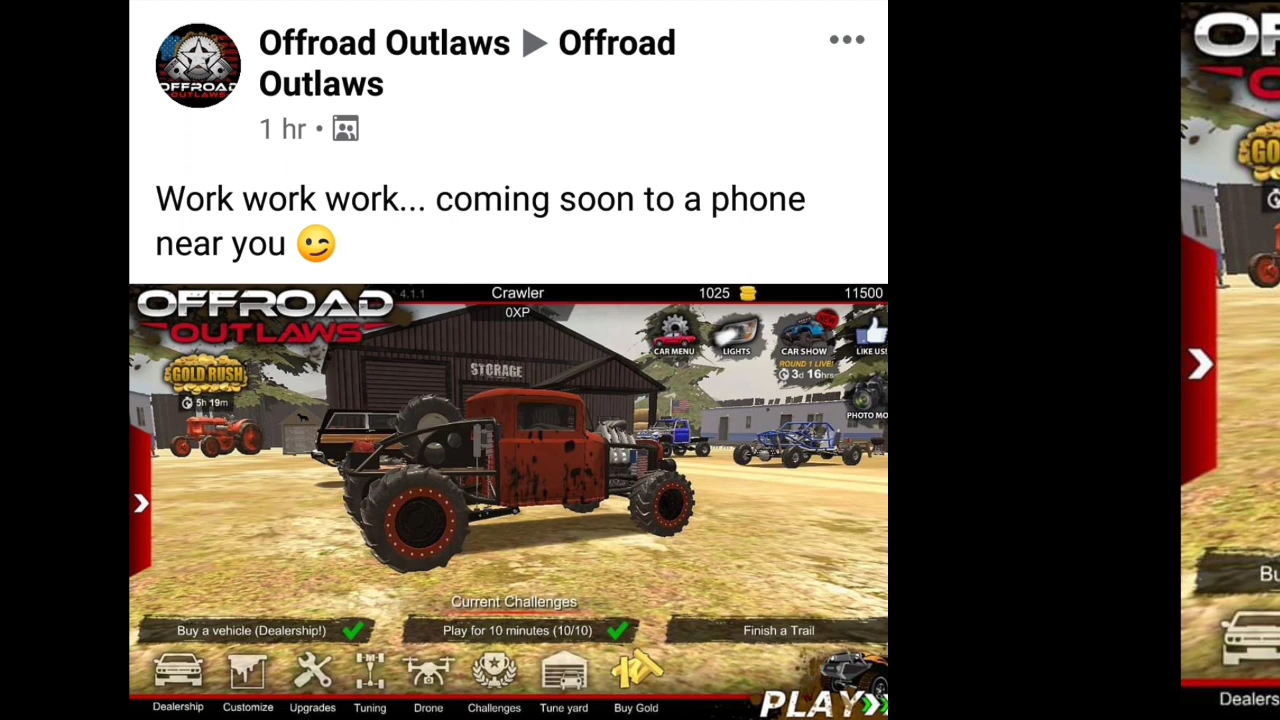 Offroad Outlaws ▶ Offroad
Outlaws
1 hr •
Work work work... coming soon to a phone
near you 😉
OFFROAD
OUTLAWS
4.1.1
Crawler
1025
11500
0XP
GOLD RUSH
5h 19m
STORAGE
CAR MENU
LIGHTS
NEW
CAR SHOW
LIKE US!
ROUND 1 LIVE!
3d 16hrs
PHOTO MO
Current Challenges
Buy a vehicle (Dealership!)
Play for 10 minutes (10/10)
Finish a Trail
Dealership
Customize
Upgrades
Tuning
Drone
Challenges
Tune yard
Buy Gold
PLAY
OF
GO
Bu
Dealers